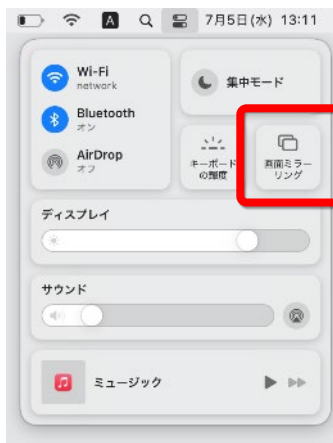 A 7月5日(水) 13:11
Wi-Fi
network
Bluetooth
オン
AirDrop
オフ
集中モード
キーボード
の輝度
画面ミラー
リング
ディスプレイ
サウンド
ミュージック